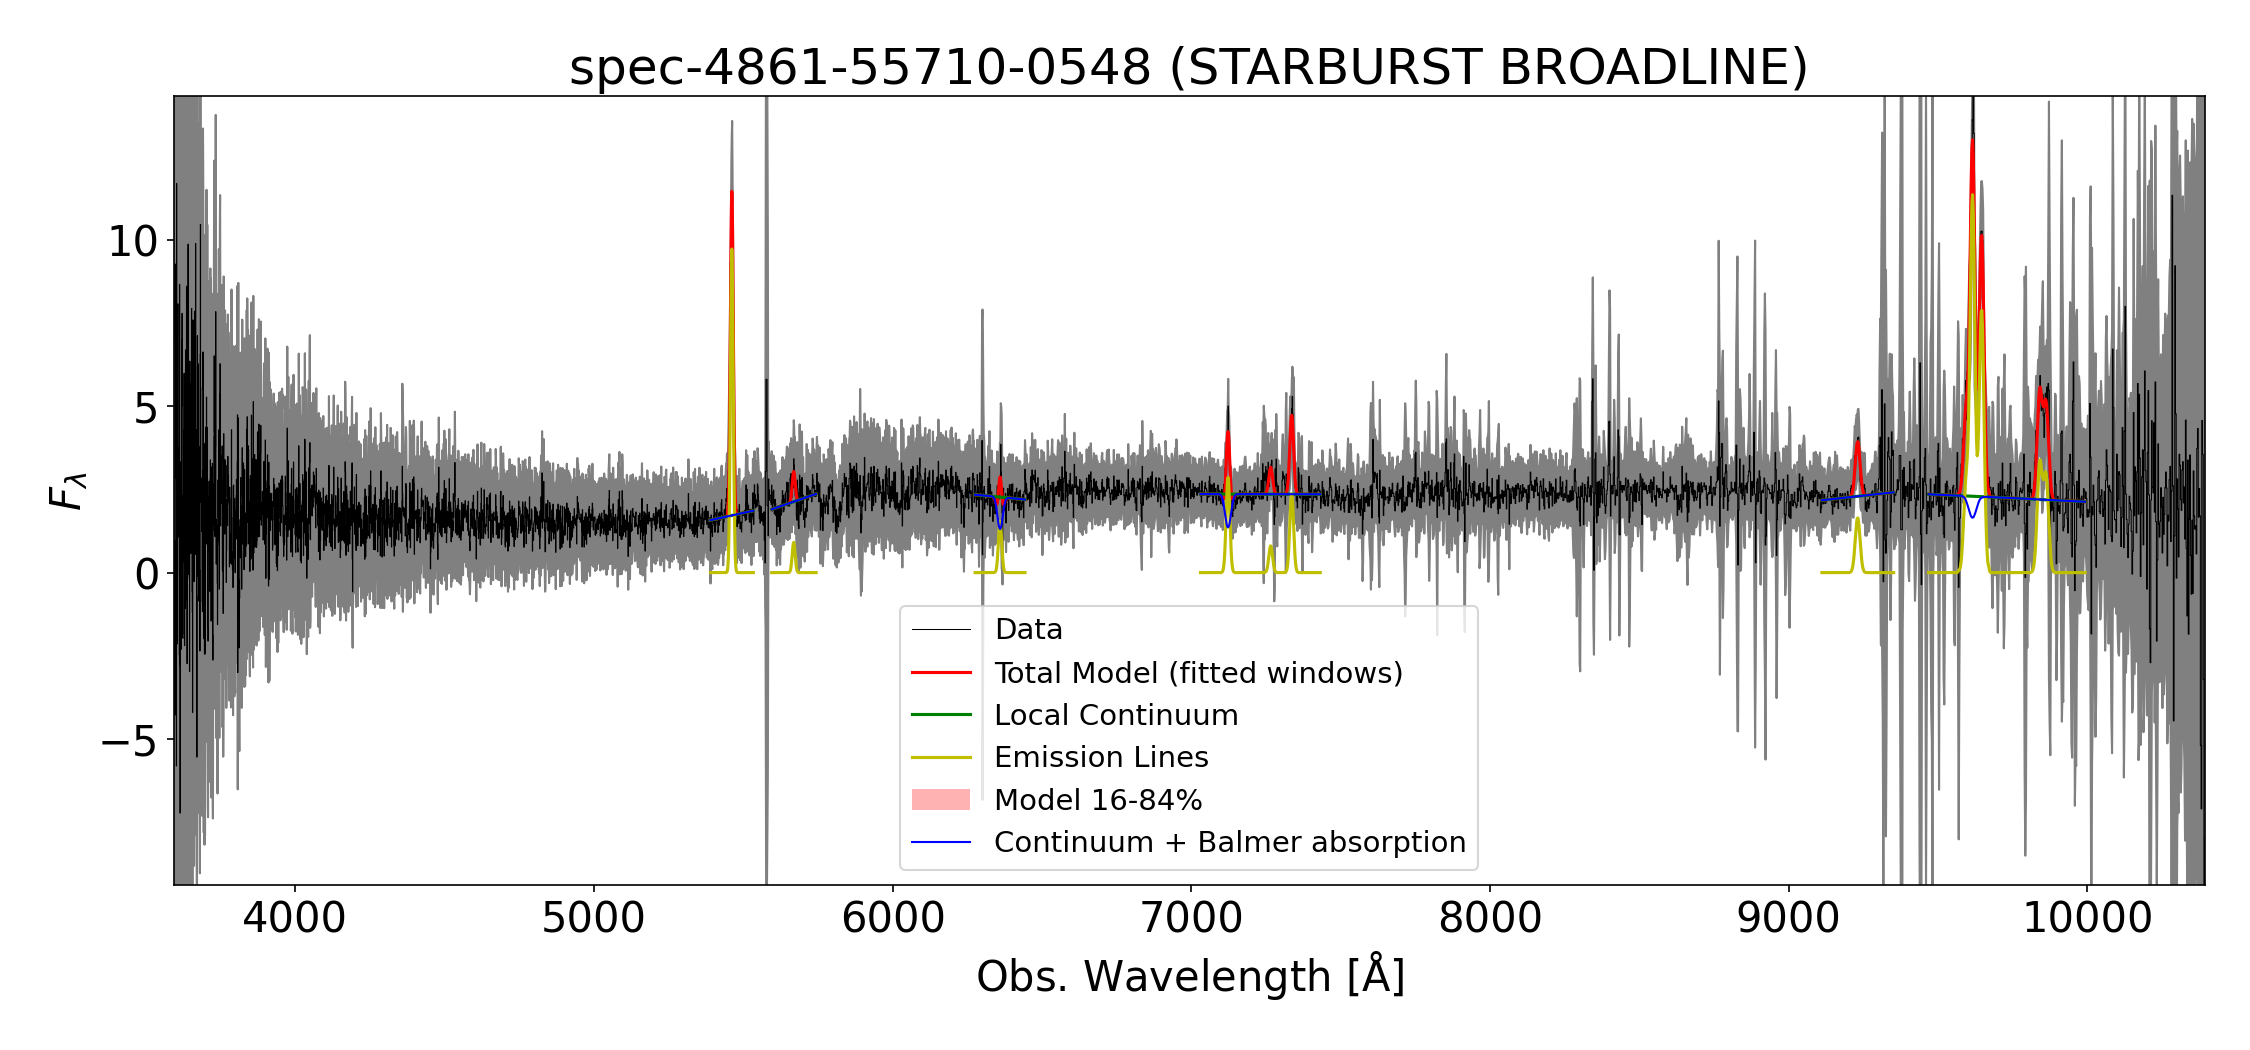 spec-4861-55710-0548 (STARBURST BROADLINE)
10
5
0
−5
Fλ
4000 5000 6000 7000 8000 9000 10000
Obs. Wavelength [Å]
Data
Total Model (fitted windows)
Local Continuum
Emission Lines
Model 16-84%
Continuum + Balmer absorption